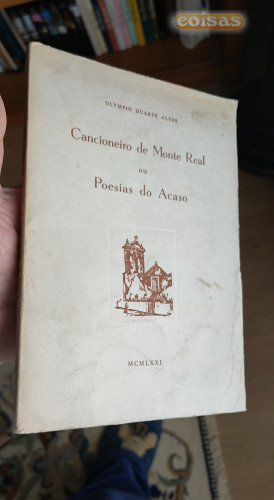 coisas
OLYMPIO DUARTE ALVES
Cancioneiro de Monte Real
ou
Poesias do Acaso
MCMLXXI